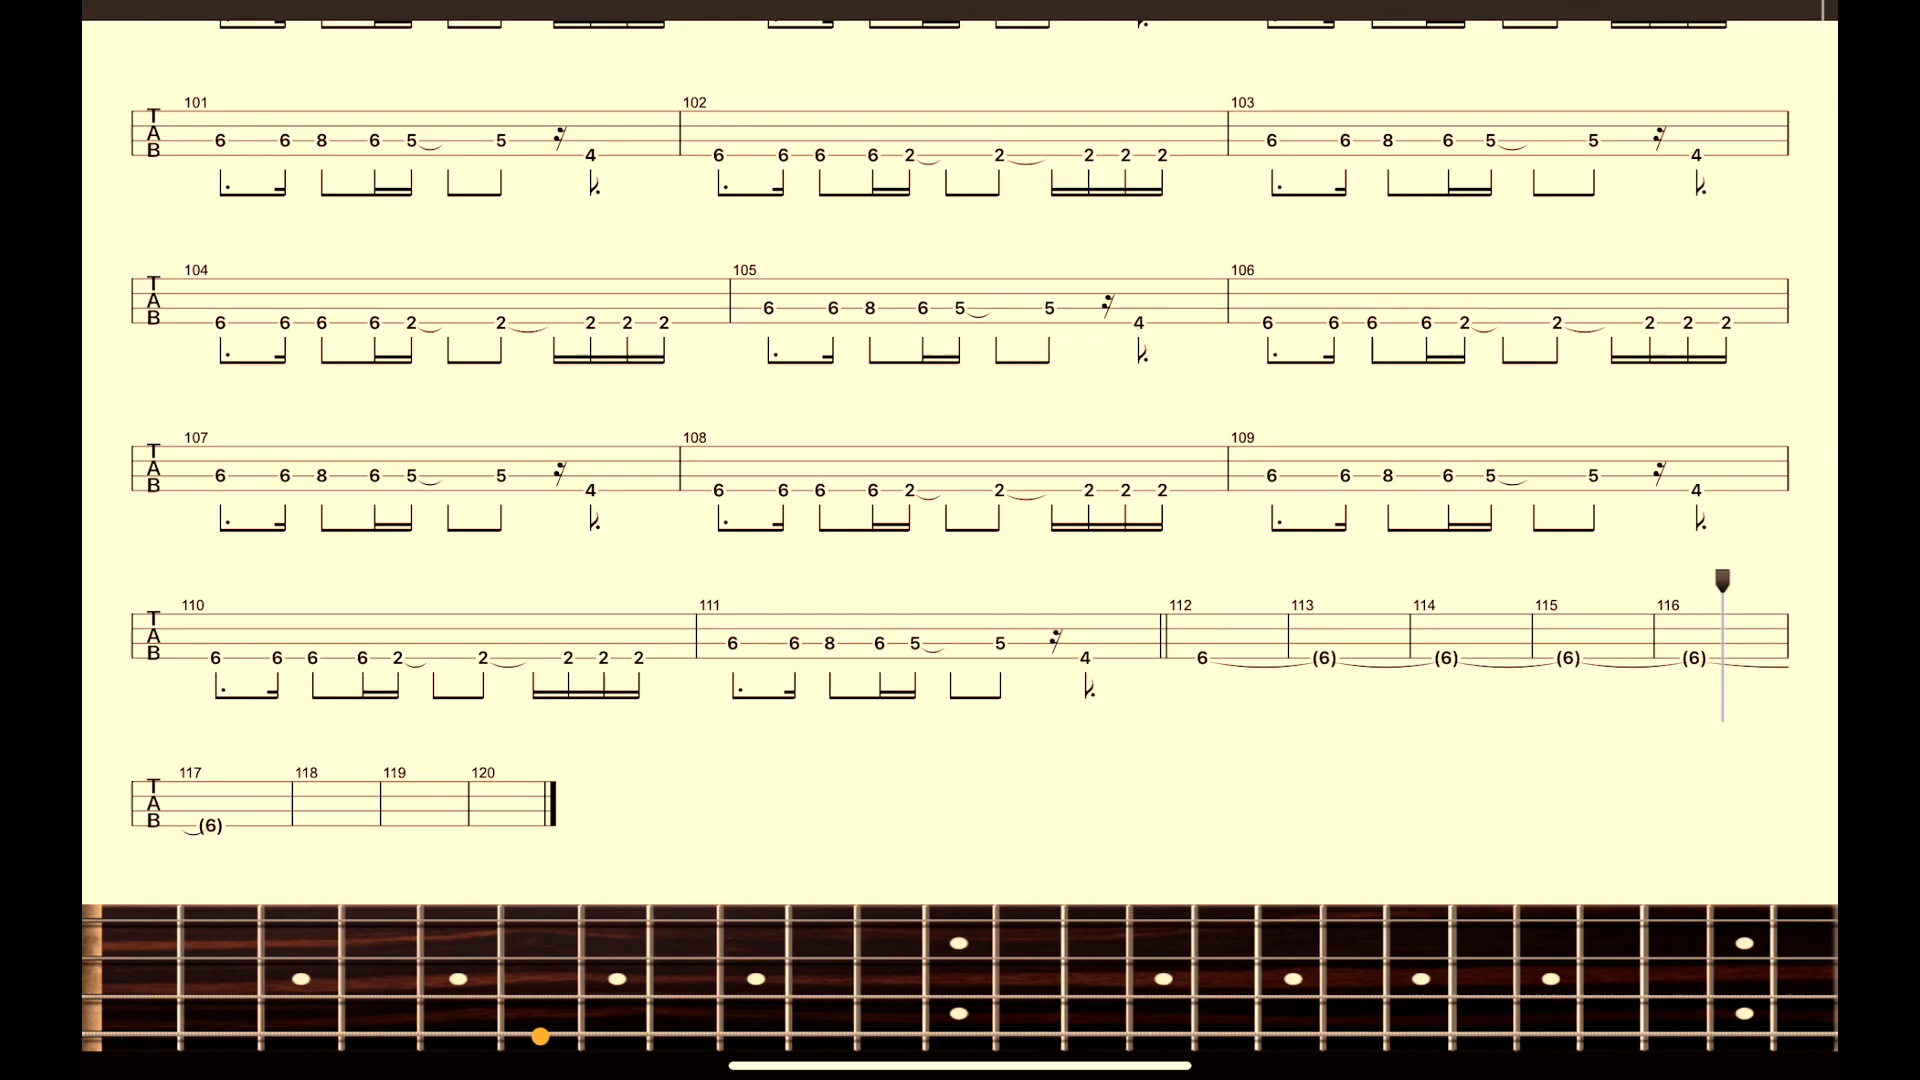 101 102 103
TAB 6 6 8 6 5 5 4 6 6 6 6 2 2 2 2 2 6 6 8 6 5 5 4
104 105 106
TAB 6 6 6 6 2 2 2 2 2 6 6 8 6 5 5 4 6 6 6 6 2 2 2 2 2
107 108 109
TAB 6 6 8 6 5 5 4 6 6 6 6 2 2 2 2 2 6 6 8 6 5 5 4
110 111 112 113 114 115 116
TAB 6 6 6 6 2 2 2 2 2 6 6 8 6 5 5 4 6 (6) (6) (6) (6)
117 118 119 120
TAB (6)